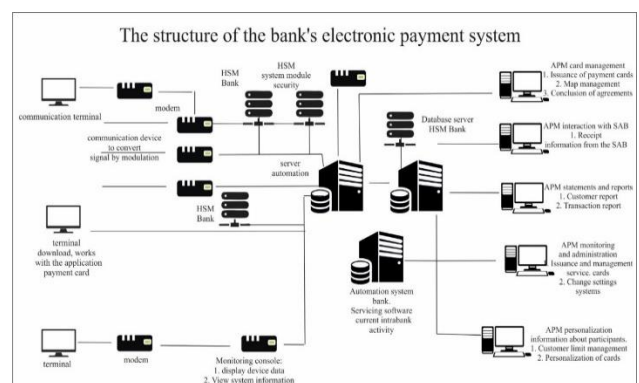 The structure of the bank's electronic payment system
HSM
Bank
HSM
system module
security
modem
communication terminal
communication device
to convert
signal by modulation
server
automation
HSM
Bank
terminal
download, works
with the application
payment card
terminal
modem
Monitoring console:
1. display device data
2. View system information
Database server
HSM Bank
Automation system
bank.
Servicing software
current intrabank
activity
APM card management
1. Issuance of payment cards
2. Map management
3. Conclusion of agreements
APM interaction with SAB
1. Receipt
information from the SAB
APM statements and reports
1. Customer report
2. Transaction report
APM monitoring
and administration
1. Issuance and management
service. cards
2. Change settings
systems
APM personalization
information about participants.
1. Customer limit management
2. Personalization of cards